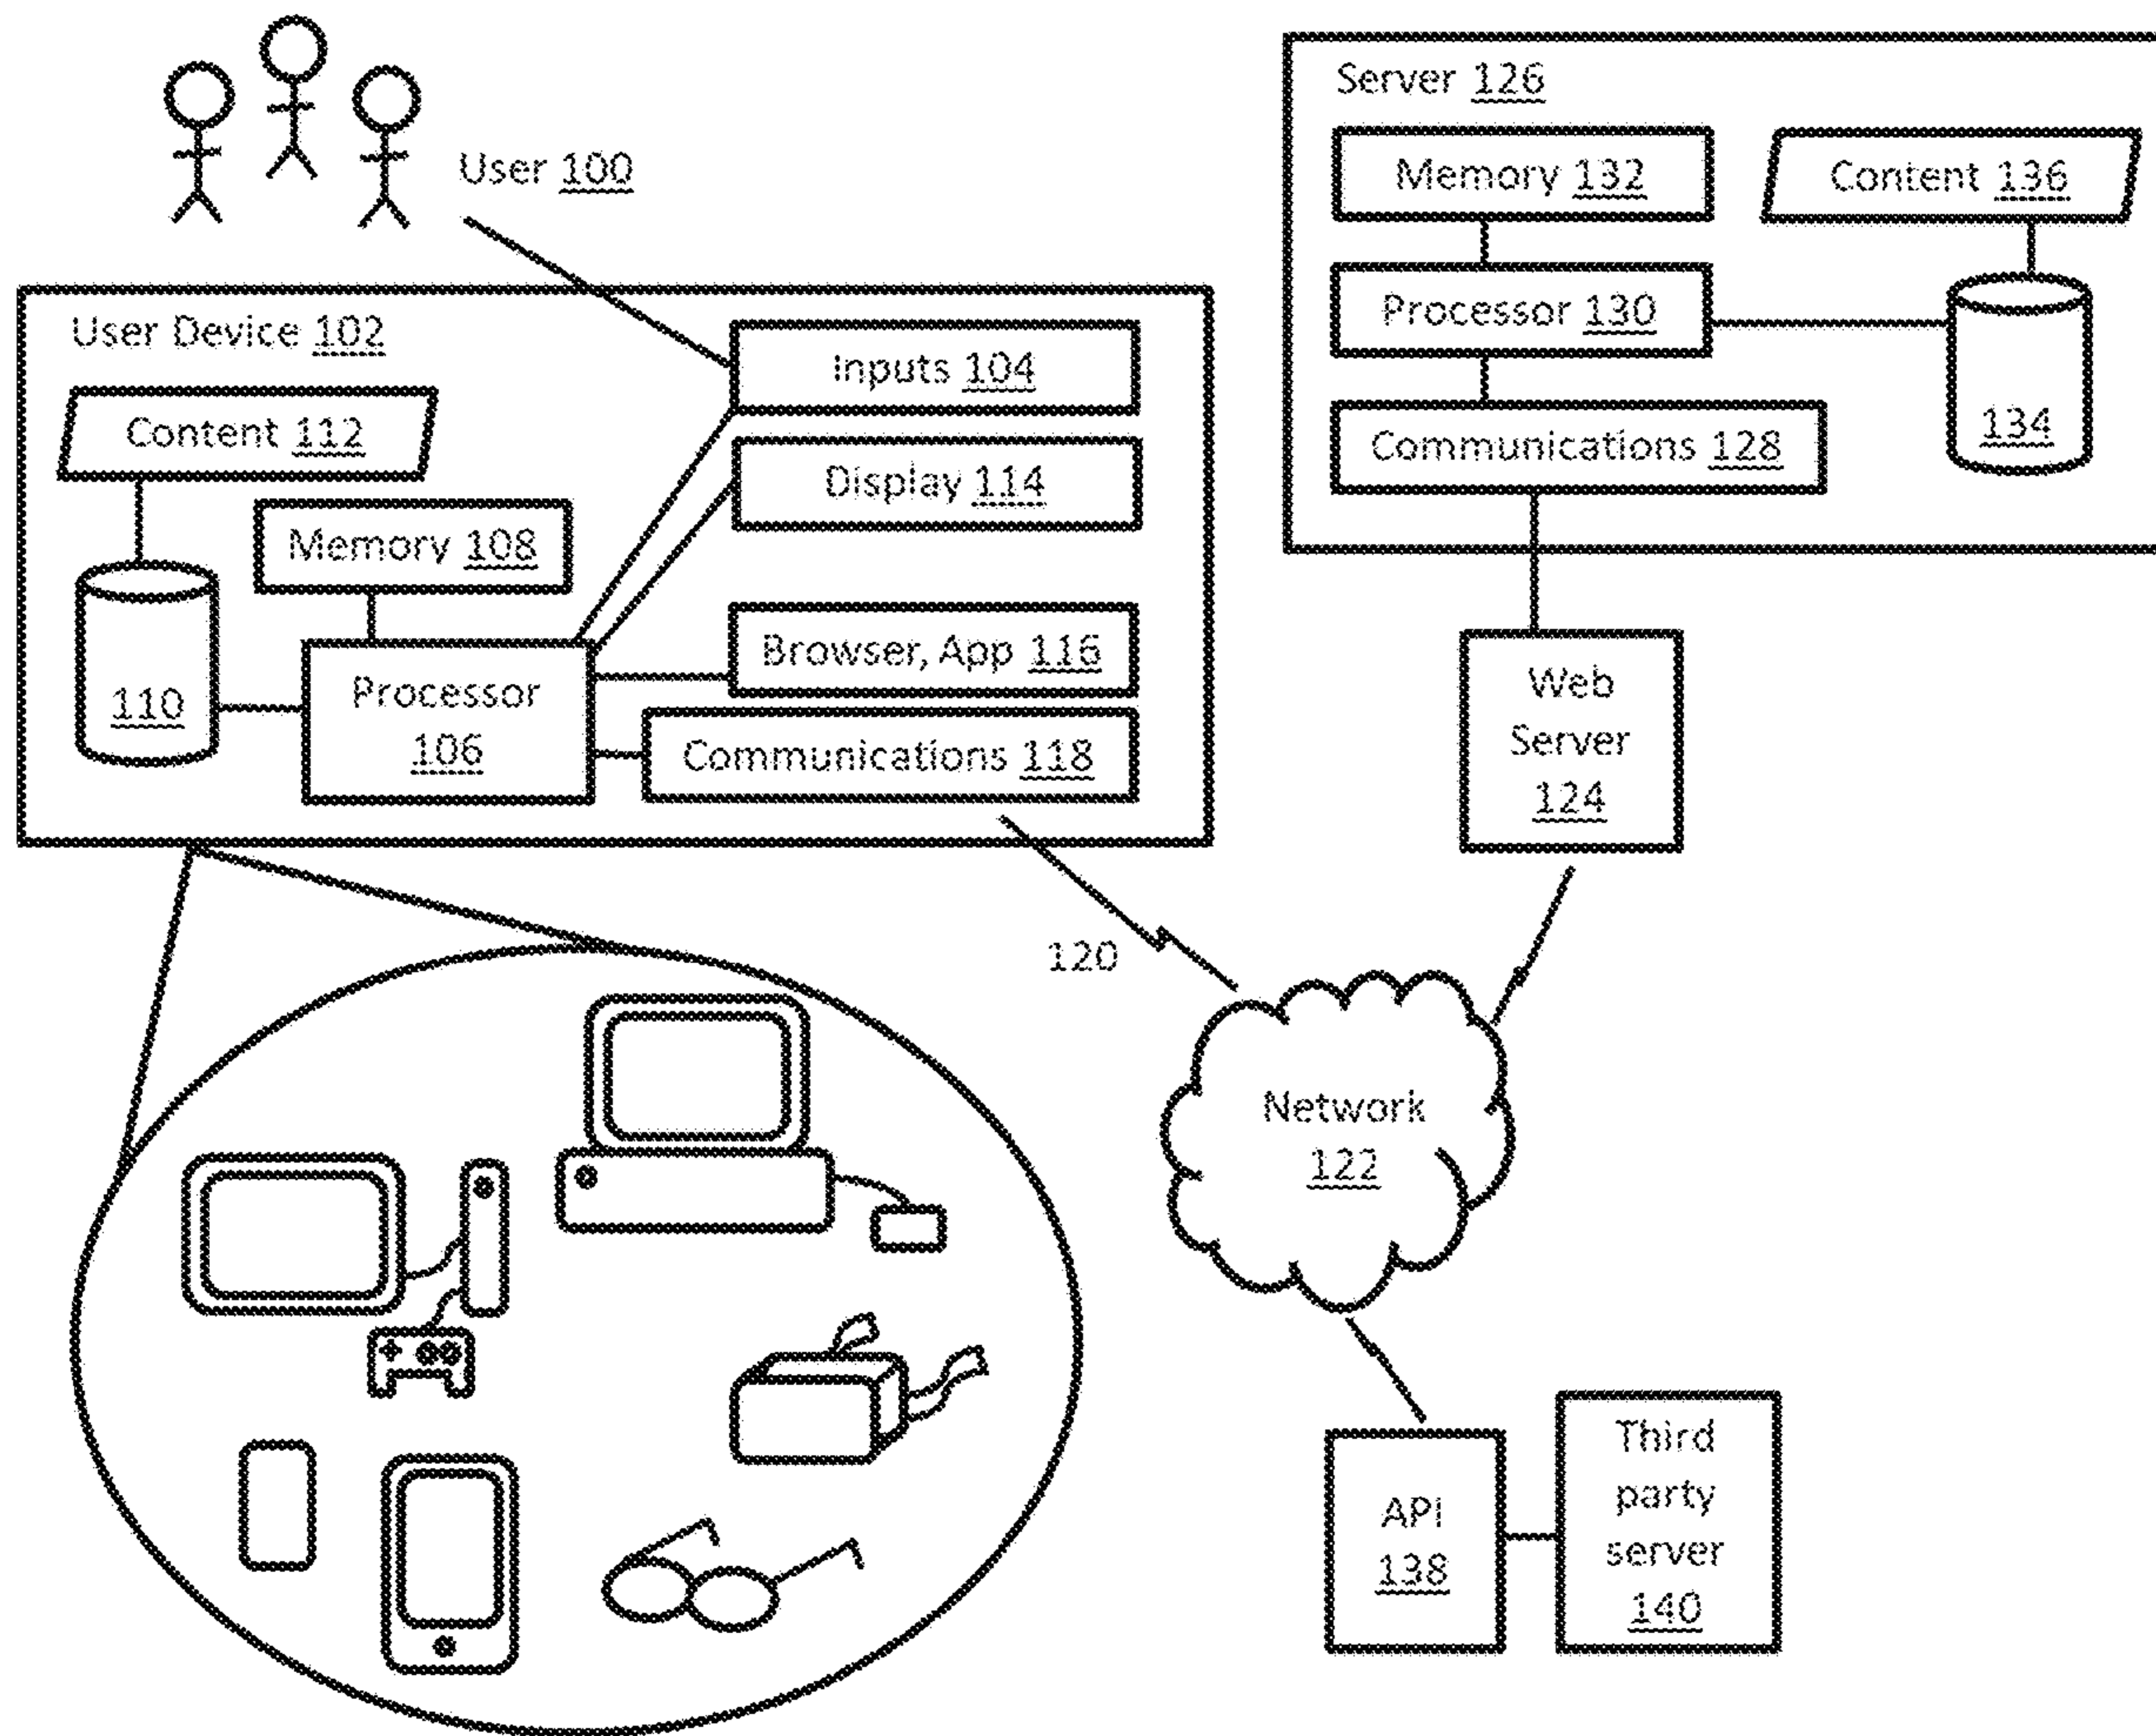 User 100
User Device 102
Inputs 104
Content 112
Display 114
Memory 108
Browser, App 116
110
Processor
106
Communications 118
120
Server 126
Memory 132
Content 136
Processor 130
134
Communications 128
Web
Server
124
Network
122
API
138
Third
party
server
140